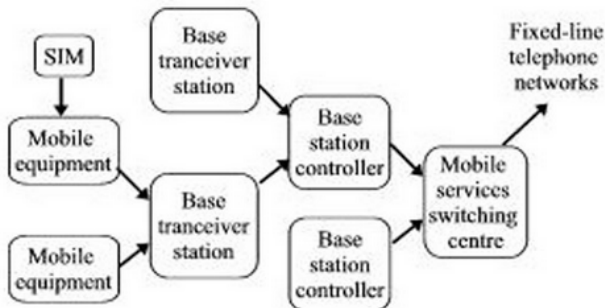 SIM
Mobile
equipment
Mobile
equipment
Base
tranceiver
station
Base
tranceiver
station
Base
station
controller
Base
station
controller
Mobile
services
switching
centre
Fixed-line
telephone
networks